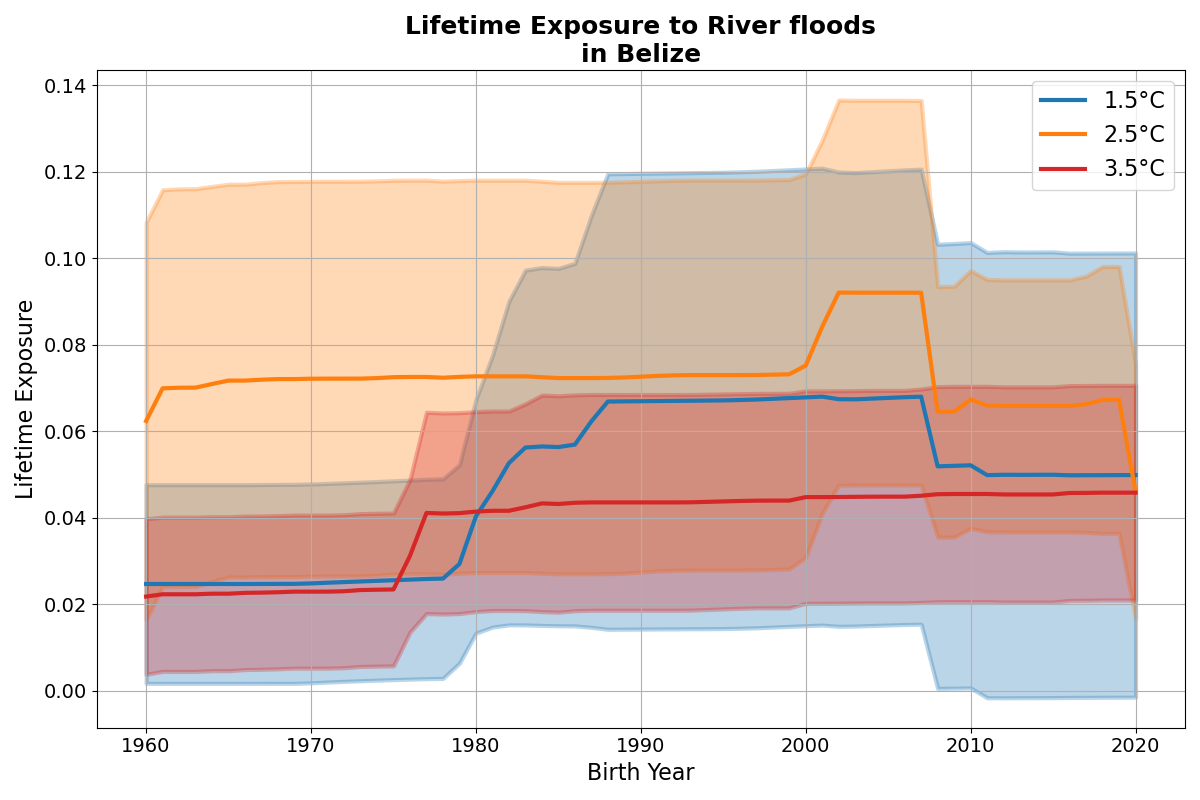 Lifetime Exposure to River floods
in Belize
Lifetime Exposure
0.14
0.12
0.10
0.08
0.06
0.04
0.02
0.00
1.5°C
2.5°C
3.5°C
1960
1970
1980
1990
2000
2010
2020
Birth Year